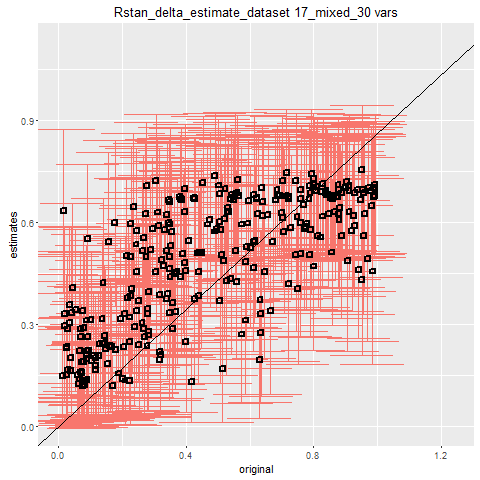 Rstan_delta_estimate_dataset 17_mixed_30 vars
estimates
0.9
0.6
0.3
0.0
0.0 0.4 0.8 1.2
original